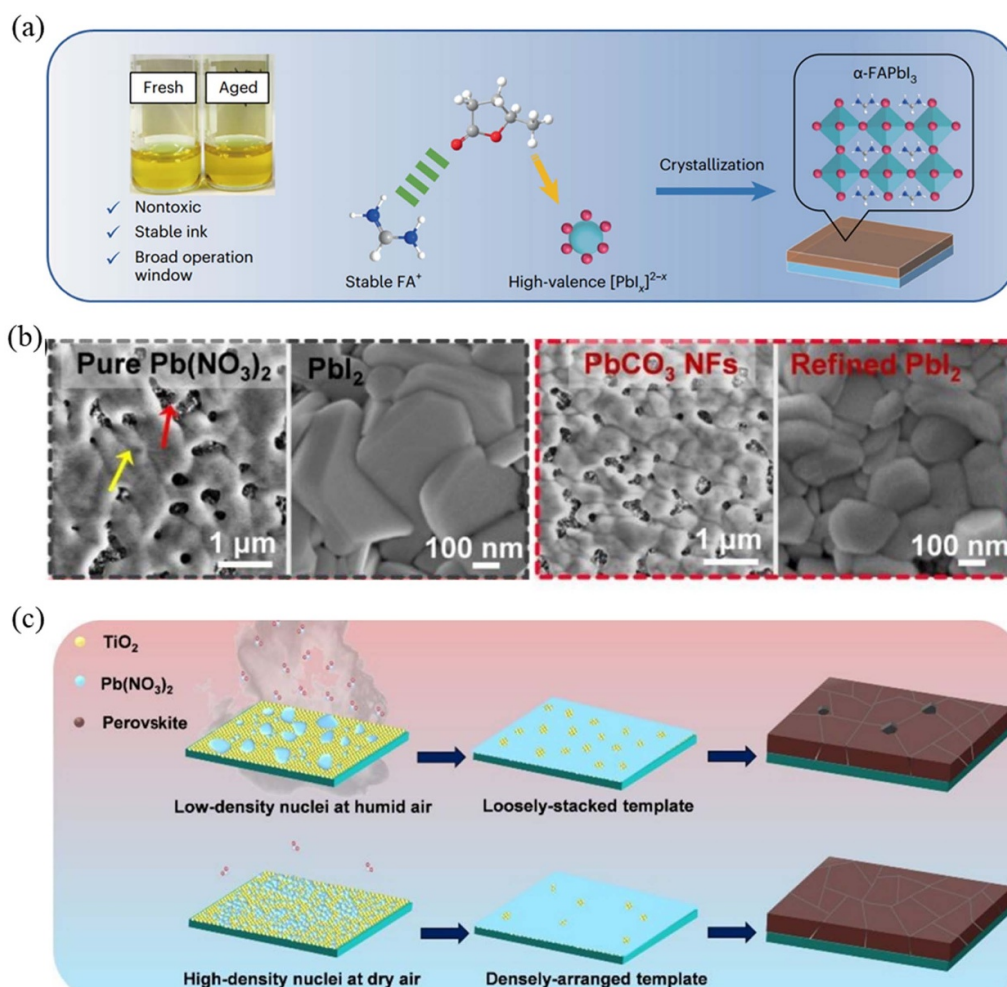 (a)
Fresh Aged
✓ Nontoxic
✓ Stable ink
✓ Broad operation
window
Stable FA⁺
High-valence [PbIₓ]²⁻ˣ
Crystallization
α-FAPbI₃
(b)
Pure Pb(NO₃)₂ PbI₂ PbCO₃ NFs Refined PbI₂
1 μm 100 nm 1 μm 100 nm
(c)
TiO₂
Pb(NO₃)₂
Perovskite
Low-density nuclei at humid air Loosely-stacked template
High-density nuclei at dry air Densely-arranged template